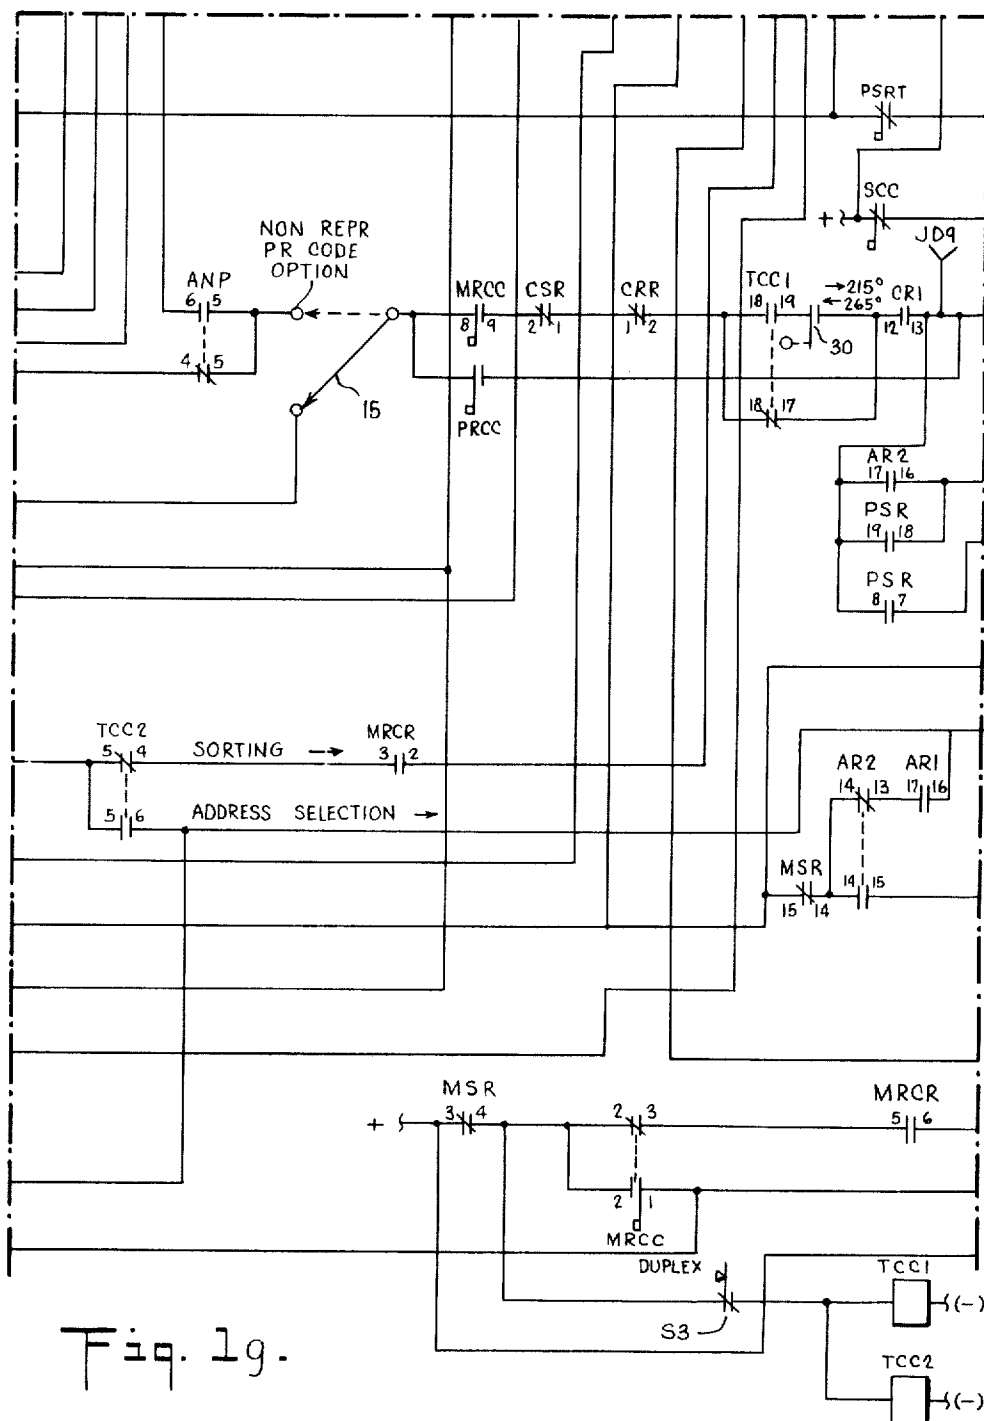 PSRT
SCC
+
JD9
NON REPR
PR CODE
OPTION
ANP
6 5
4 5
15
MRCC
8 9
CSR
2 1
CRR
1 2
TCC1
18 19
→215°
←265°
30
CR1
12 13
18 17
PRCC
AR2
17 16
PSR
19 18
PSR
8 7
TCC2
5 4
SORTING →
MRCR
3 2
5 6
ADDRESS SELECTION →
AR2
14 13
AR1
17 16
MSR
15 14
14 15
MSR
+
3 4
2 3
MRCR
5 6
2 1
MRCC
DUPLEX
S3
TCC1
(-)
TCC2
(-)
Fig. 1g.